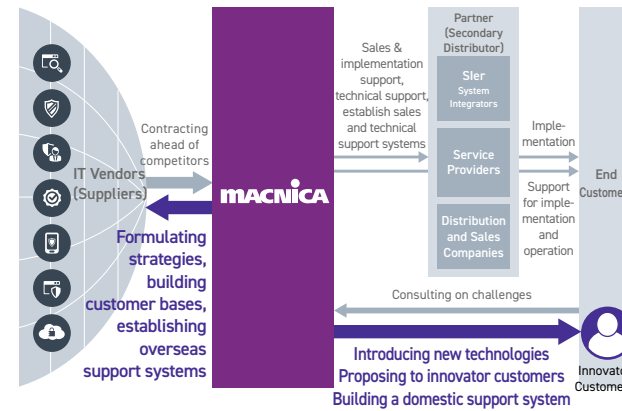 IT Vendors
(Suppliers)
Contracting
ahead of
competitors
Formulating
strategies,
building
customer bases,
establishing
overseas
support systems
macnica
Sales &
implementation
support,
technical support,
establish sales
and technical
support systems
Partner
(Secondary
Distributor)
SIer
System
Integrators
Service
Providers
Distribution
and Sales
Companies
Imple-
mentation
Support
for imple-
mentation
and
operation
End
Consulting on challenges
Introducing new technologies
Proposing to innovator customers
Building a domestic support system